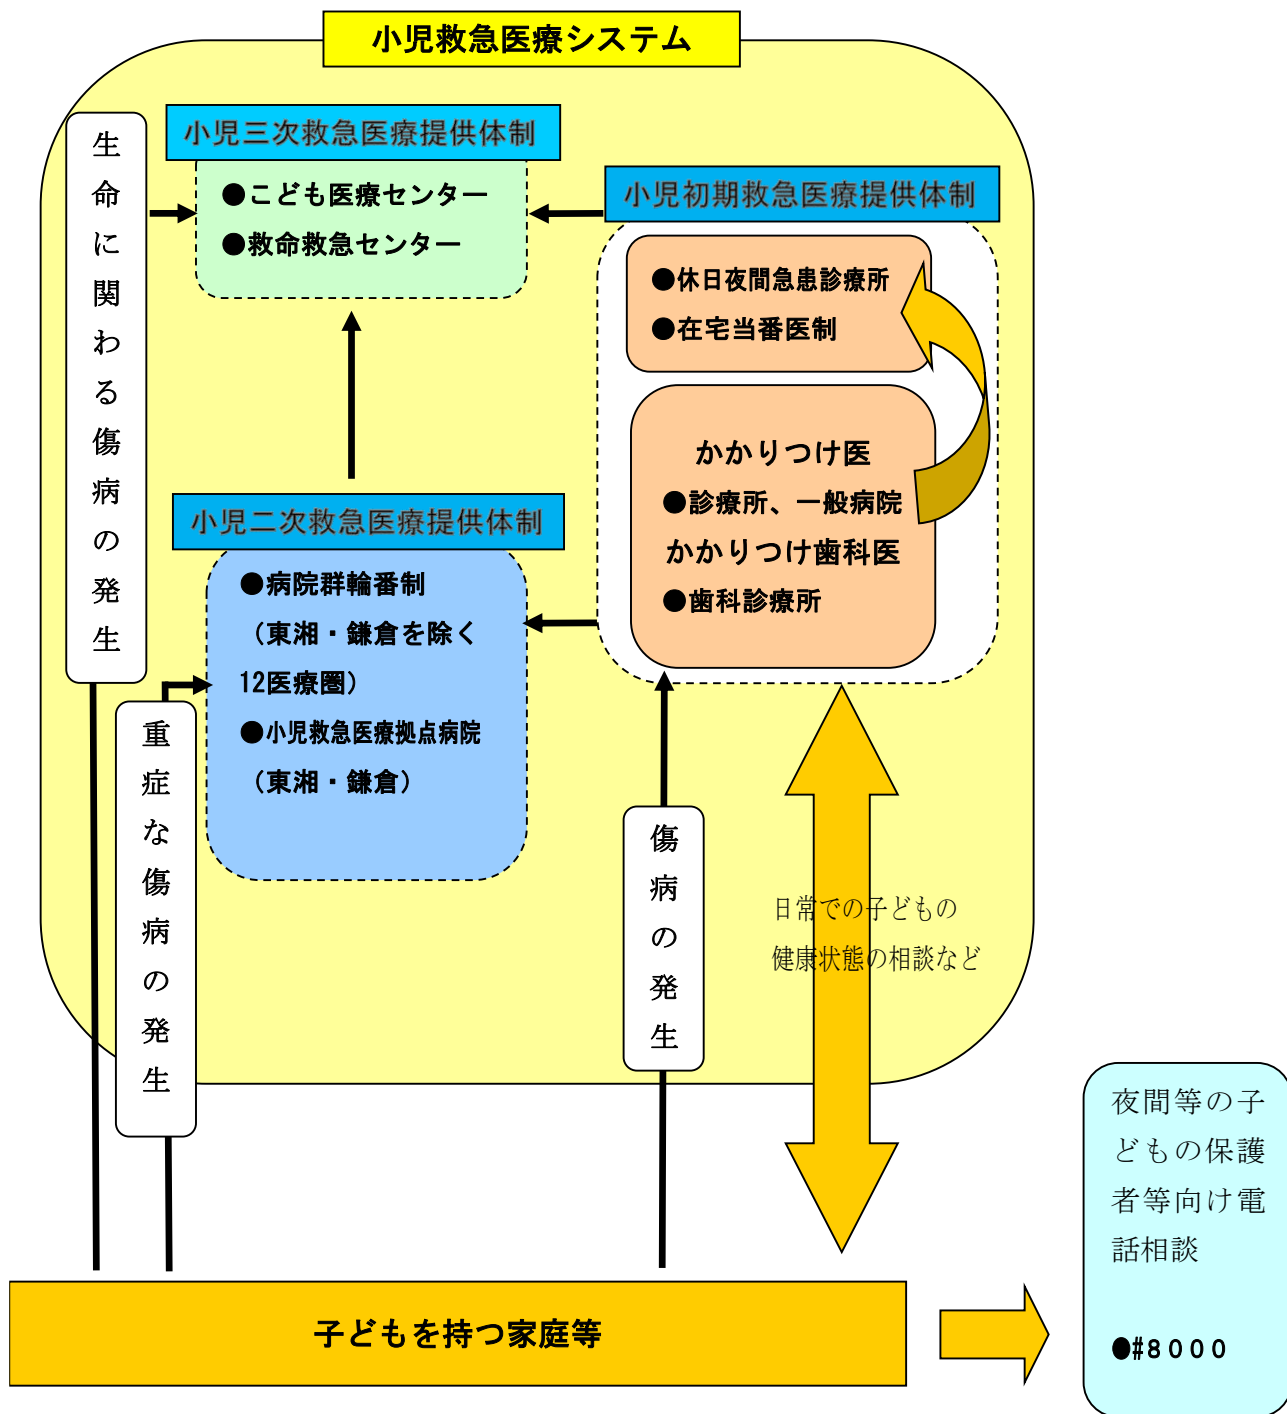 小児救急医療システム
小児三次救急医療提供体制
●こども医療センター
●救命救急センター
小児初期救急医療提供体制
●休日夜間急患診療所
●在宅当番医制
かかりつけ医
●診療所、一般病院
かかりつけ歯科医
●歯科診療所
小児二次救急医療提供体制
●病院群輪番制
（東湘・鎌倉を除く
12医療圏）
●小児救急医療拠点病院
（東湘・鎌倉）
生命に関わる傷病の発生
重症な傷病の発生
傷病の発生
日常での子どもの
健康状態の相談など
子どもを持つ家庭等
夜間等の子
どもの保護
者等向け電
話相談
●#８０００